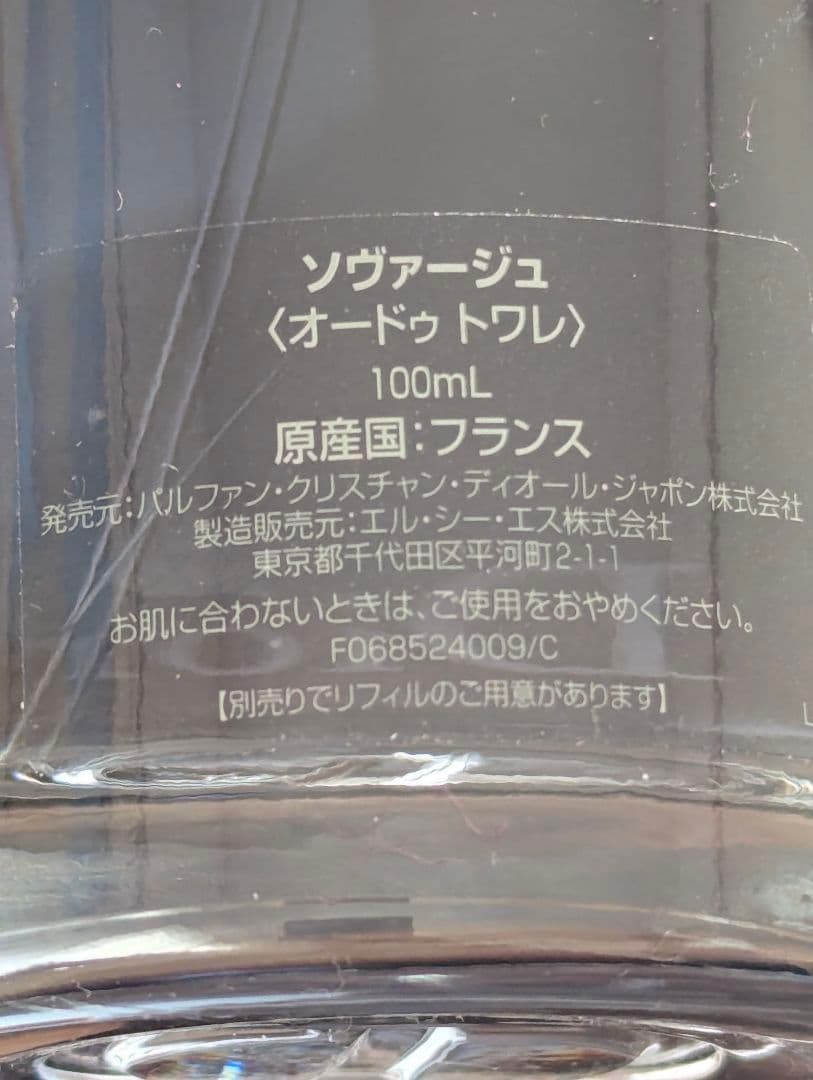 ソヴァージュ
〈オードゥ トワレ〉
100mL
原産国:フランス
発売元:パルファン・クリスチャン・ディオール・ジャポン株式会社
製造販売元:エル・シー・エス株式会社
東京都千代田区平河町2-1-1
お肌に合わないときは、ご使用をおやめください。
F068524009/C
【別売りでリフィルのご用意があります】